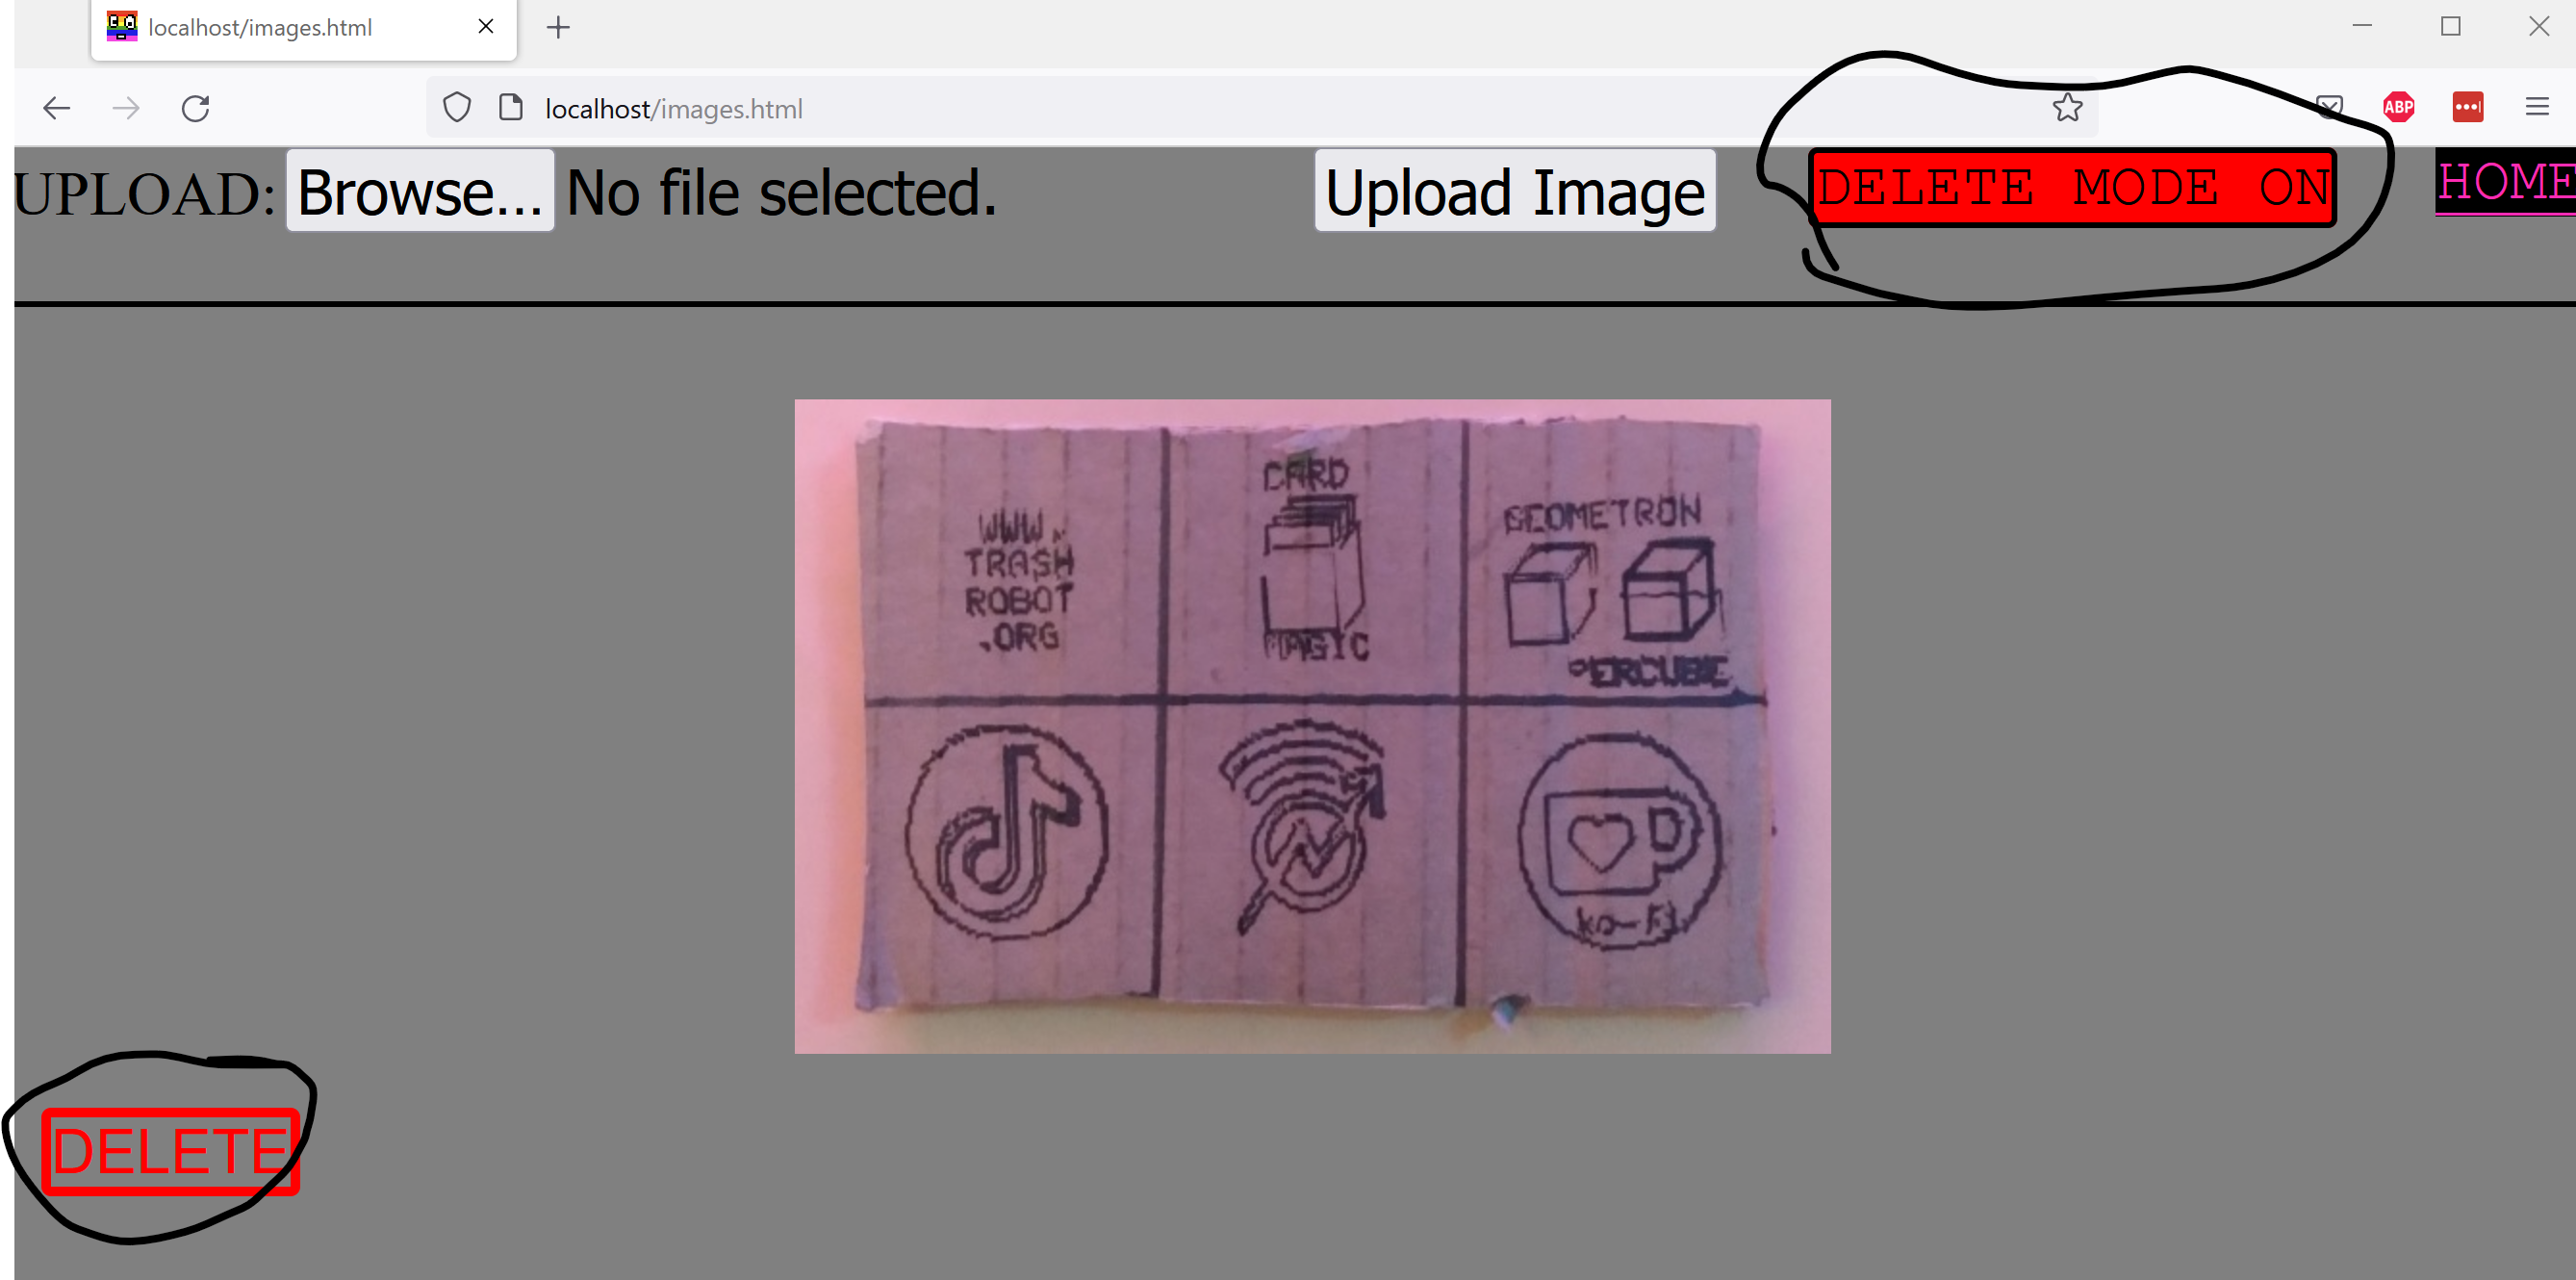 localhost/images.html
localhost/images.html
ABP
UPLOAD: Browse... No file selected.
Upload Image
DELETE MODE ON
HOME
WWW.
TRASH
ROBOT
.ORG
CARD
MAGIC
GEOMETRON
ko-fi
DELETE